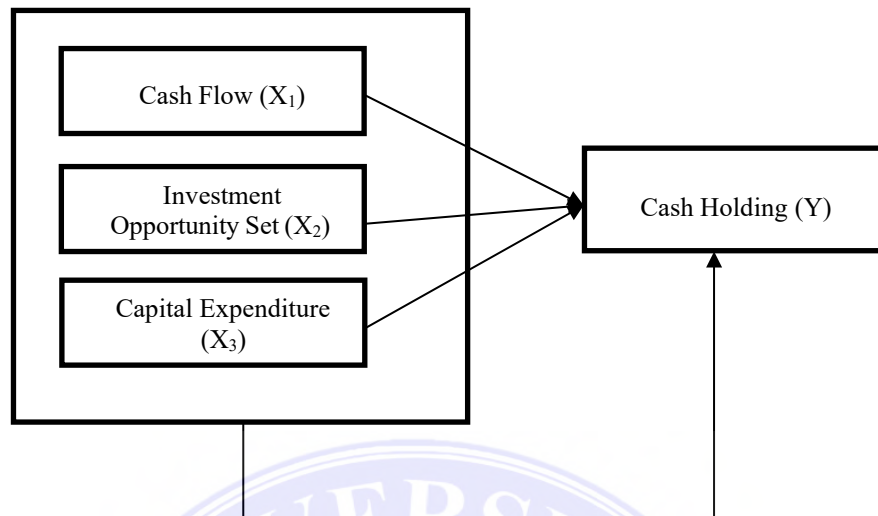 Cash Flow (X₁)
Investment
Opportunity Set (X₂)
Capital Expenditure
(X₃)
Cash Holding (Y)